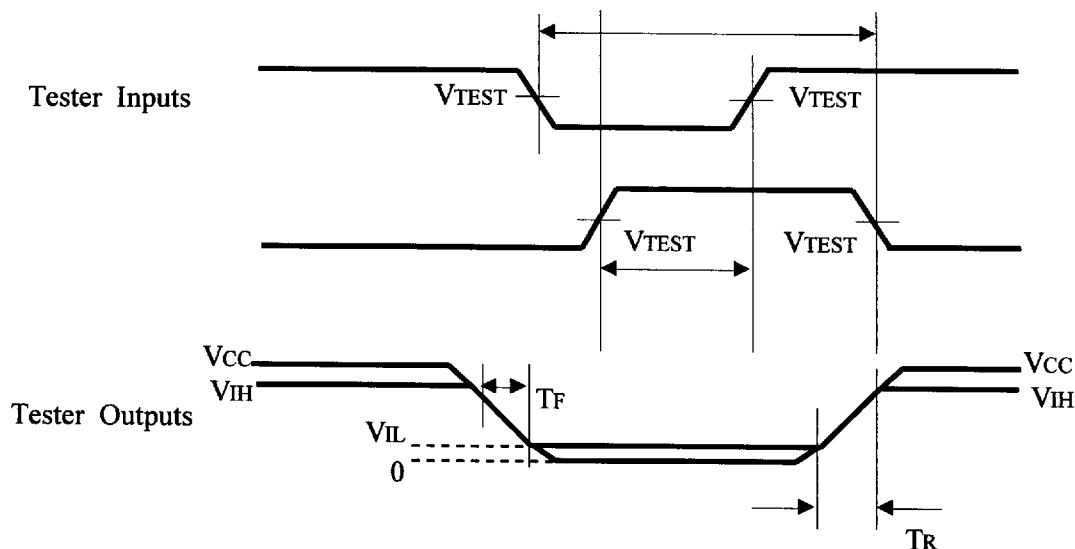 Tester Inputs
VTEST
VTEST
VTEST
VTEST
VCC
VCC
VIH
TF
VIH
Tester Outputs
VIL
0
TR